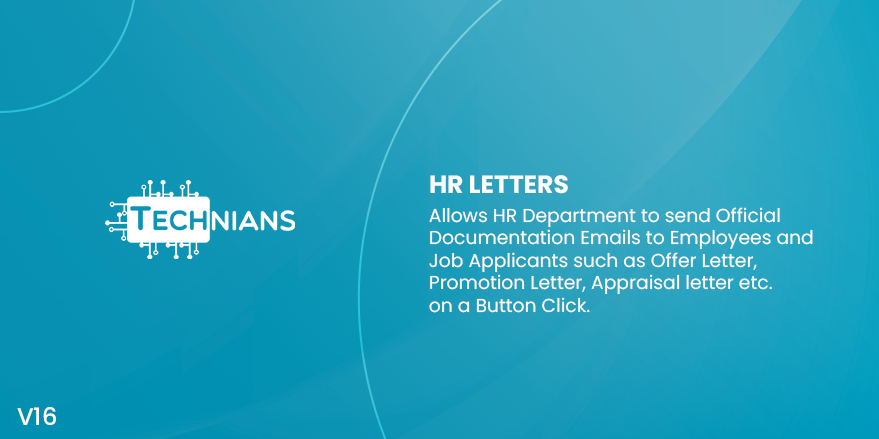 TECHNIANS
HR LETTERS
Allows HR Department to send Official
Documentation Emails to Employees and
Job Applicants such as Offer Letter,
Promotion Letter, Appraisal letter etc.
on a Button Click.
V16